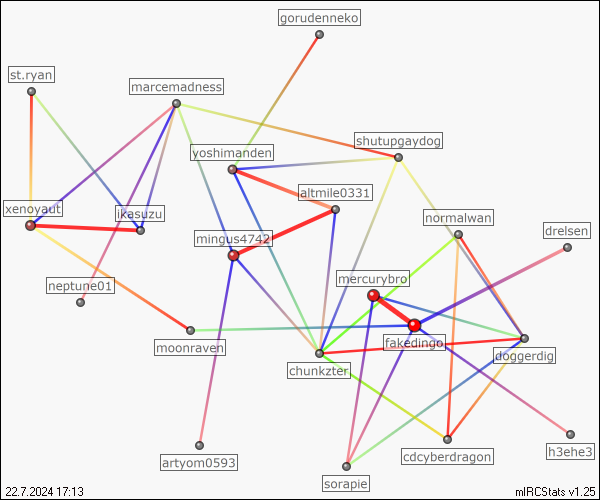 gorudenneko
st.ryan
marcemadness
shutupgaydog
yoshimanden
altmile0331
xenoyaut
ikasuzu
normalwan
drelsen
mingus4742
mercurybro
neptune01
fakedingo
moonraven
doggerdig
chunkzter
h3ehe3
cdcyberdragon
artyom0593
sorapie
22.7.2024 17:13
mIRCStats v1.25